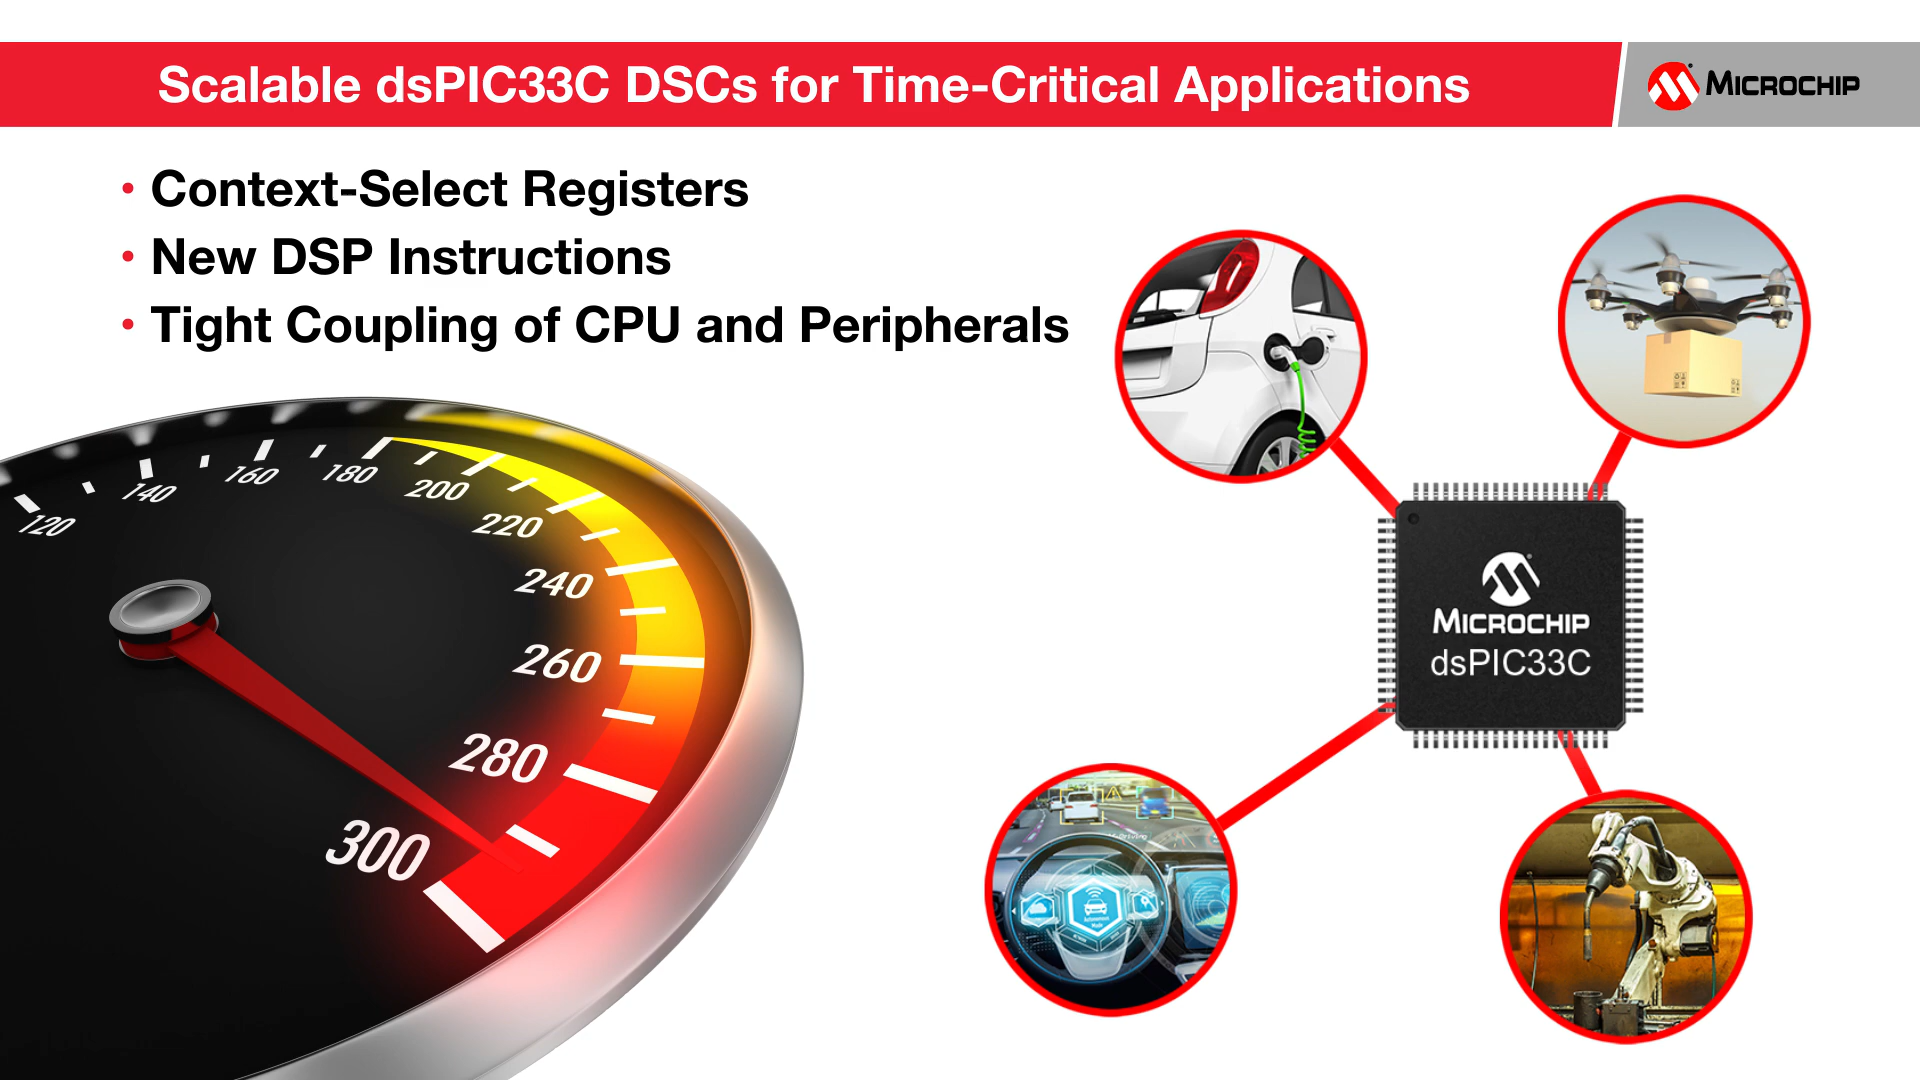 Scalable dsPIC33C DSCs for Time-Critical Applications
MICROCHIP
• Context-Select Registers
• New DSP Instructions
• Tight Coupling of CPU and Peripherals
120
140
160
180
200
220
240
260
280
300
MICROCHIP
dsPIC33C